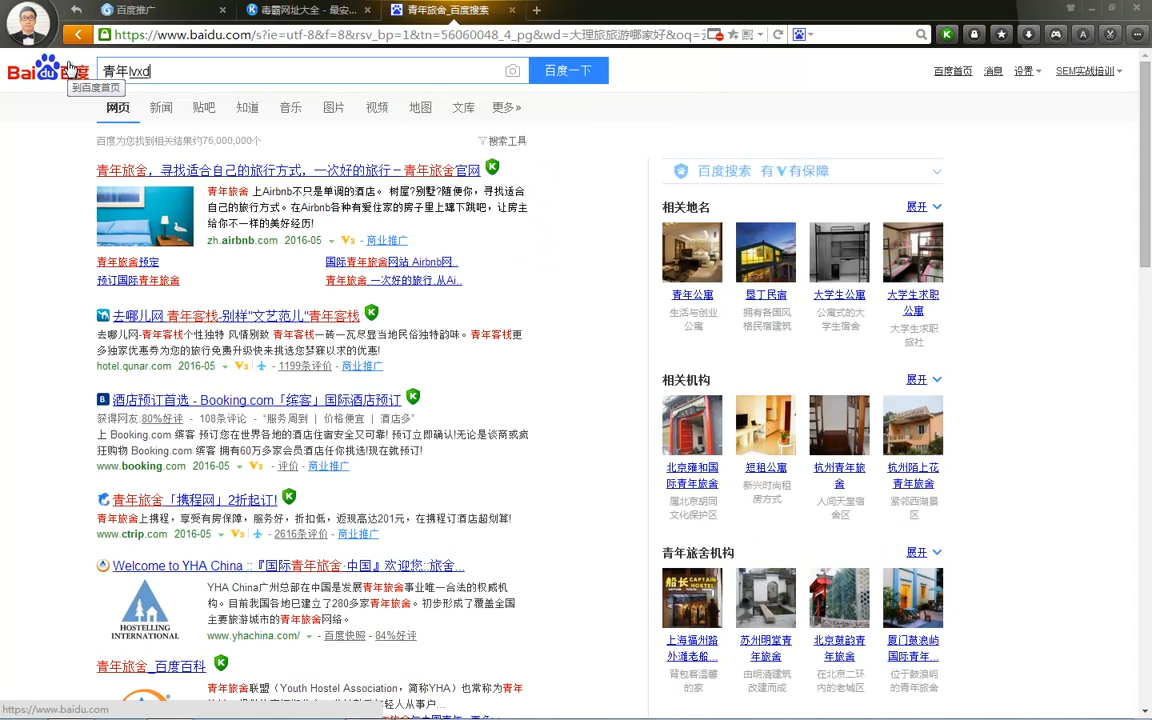 百度推广
毒霸网址大全 - 最安...
青年旅舍_百度搜索
https://www.baidu.com/s?ie=utf-8&f=8&rsv_bp=1&tn=56060048_4_pg&wd=大理旅旅游哪家好&oq=
Bai du 百度
青年lvxd
百度一下
百度首页 消息 设置 SEM实战培训
到百度首页
网页 新闻 贴吧 知道 音乐 图片 视频 地图 文库 更多»
百度为您找到相关结果约76,000,000个
搜索工具
青年旅舍，寻找适合自己的旅行方式，一次好的旅行－青年旅舍官网
青年旅舍 上Airbnb不只是单调的酒店。 树屋?别墅?随便你，寻找适合
自己的旅行方式。在Airbnb各种有爱住家的房子里上蹿下跳吧，让房主
给你不一样的美好经历!
zh.airbnb.com 2016-05 V3 - 商业推广
青年旅舍预定 国际青年旅舍网站 Airbnb网..
预订国际青年旅舍 青年旅舍 一次好的旅行.从Ai..
去哪儿网 青年客栈-别样"文艺范儿"青年客栈
去哪儿网-青年客栈个性独特 风情别致 青年客栈一砖一瓦尽显当地民俗独特韵味。青年客栈更
多独家优惠券为您的旅行免费升级快来挑选您梦寐以求的优惠!
hotel.qunar.com 2016-05 V3 - 1199条评价 - 商业推广
酒店预订首选 - Booking.com「缤客」国际酒店预订
获得网友: 80%好评 - 108条评论 - “服务周到 | 价格便宜 | 酒店多”
上 Booking.com 缤客 预订您在世界各地的酒店住宿安全又可靠! 预订立即确认!无论是谈商或疯
狂购物 Booking.com 缤客 拥有60万多家会员酒店任你挑选!现在就预订!
www.booking.com 2016-05 V3 - 评价 - 商业推广
青年旅舍「携程网」2折起订!
青年旅舍上携程，享受有房保障，服务好，折扣低，返现高达201元，在携程订酒店超划算!
www.ctrip.com 2016-05 V3 - 2616条评价 - 商业推广
Welcome to YHA China ::『国际青年旅舍·中国』欢迎您::旅舍...
YHA China广州总部在中国是发展青年旅舍事业唯一合法的权威机
构。目前我国各地已建立了280多家青年旅舍。初步形成了覆盖全国
主要旅游城市的青年旅舍网络。
www.yhachina.com/ - 百度快照 - 84%好评
HOSTELLING
INTERNATIONAL
青年旅舍_百度百科
青年旅舍联盟（Youth Hostel Association，简称YHA）也常称为青年
https://www.baidu.com
百度搜索 有V有保障
相关地名 展开
青年公寓
生活与创业
公寓
垦丁民宿
拥有各国风
格民宿建筑
大学生公寓
公寓式的大
学生宿舍
大学生求职
公寓
大学生求职
旅社
相关机构 展开
北京雍和国
际青年旅舍
属北京胡同
文化保护区
短租公寓
新兴时尚租
房方式
杭州青年旅
舍
人间天堂宿
舍区
杭州陌上花
青年旅舍
紧邻西湖景
区
青年旅舍机构 展开
船长 CAPTAIN
HOSTEL
上海福州路
外滩老船...
背包客温馨
的家
苏州明堂青
年旅舍
由明清建筑
改建而成
北京鼓韵青
年旅舍
在北京二环
内的老城区
厦门鼓浪屿
国际青年...
位于鼓浪屿
的青年旅舍